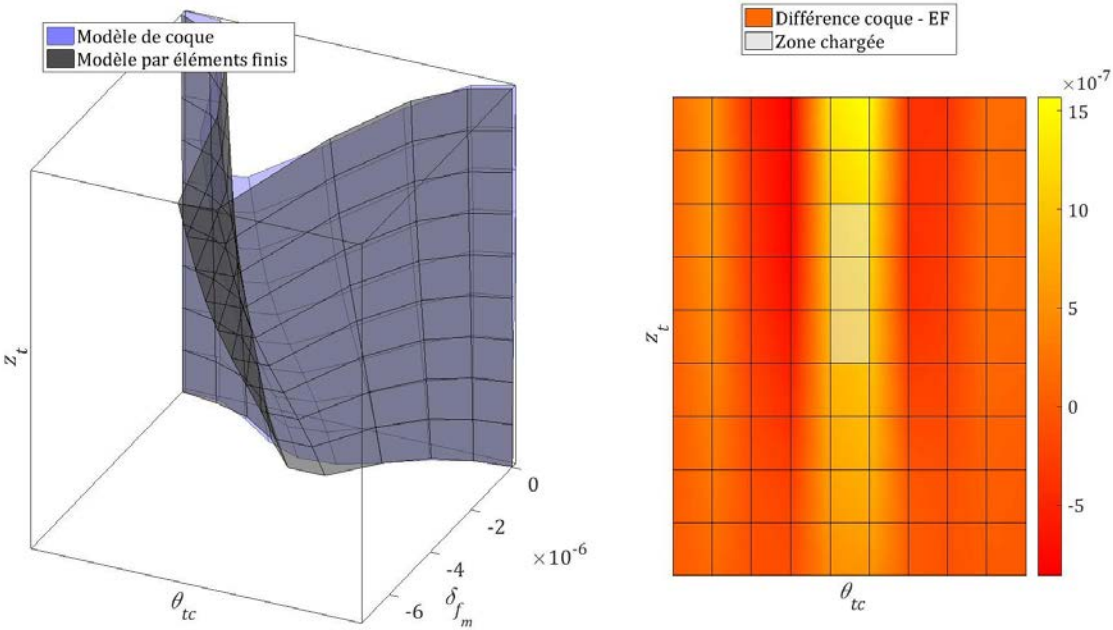 Modèle de coque
Modèle par éléments finis
z_t
θ_tc
δ_f_m
0
-2
-4
-6
×10^-6
Différence coque - EF
Zone chargée
z_t
θ_tc
×10^-7
15
10
5
0
-5